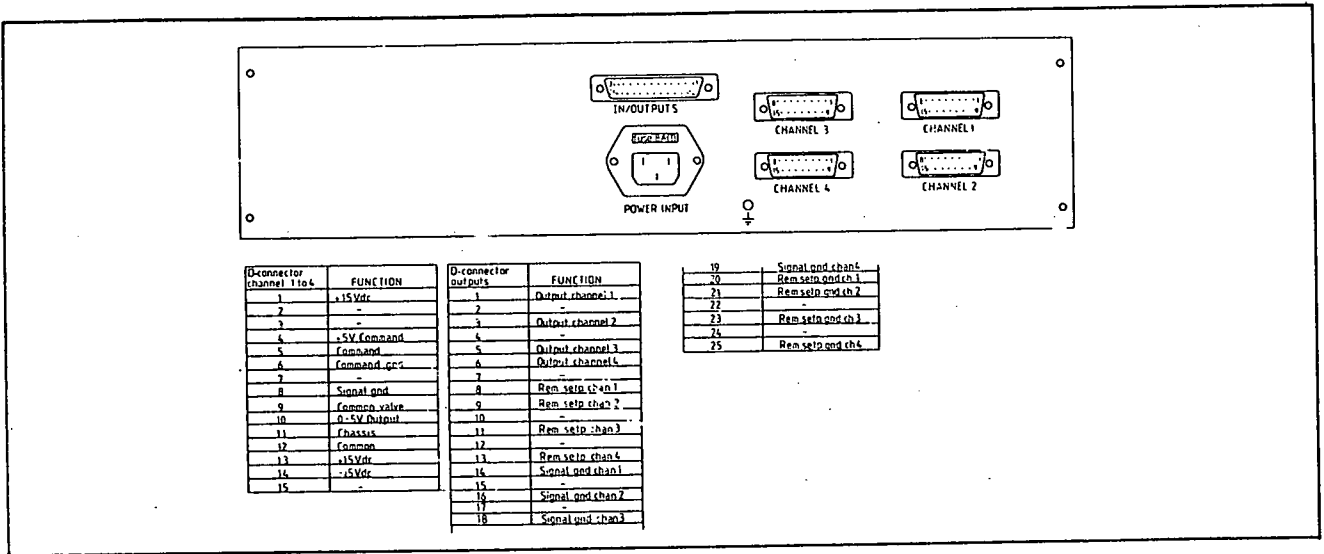 IN/OUTPUTS
CHANNEL 3
CHANNEL 1
CHANNEL 4
CHANNEL 2
POWER INPUT
D-connector channel 1 to 4 FUNCTION
1 +15Vdc
2 -
3 -
4 +5V Command
5 Command
6 Command gnd
7 -
8 Signal gnd
9 Common valve
10 0-5V Output
11 Chassis
12 Common
13 +15Vdc
14 -15Vdc
15 -
D-connector outputs FUNCTION
1 Output channel 1
2 -
3 Output channel 2
4 -
5 Output channel 3
6 Output channel 4
7 -
8 Rem setp chan 1
9 Rem setp chan 2
10 -
11 Rem setp chan 3
12 -
13 Rem setp chan 4
14 Signal gnd chan 1
15 -
16 Signal gnd chan 2
17 -
18 Signal gnd chan 3
19 Signal gnd chan 4
20 Rem setp gnd ch 1
21 Rem setp gnd ch 2
22 -
23 Rem setp gnd ch 3
24 -
25 Rem setp gnd ch 4